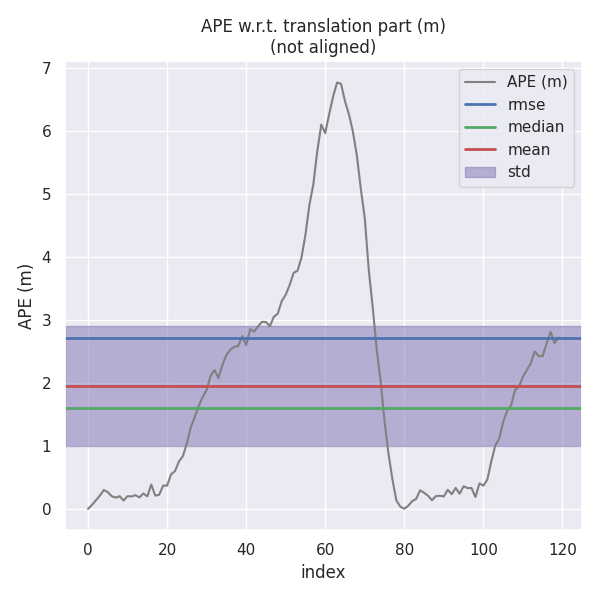 APE w.r.t. translation part (m)
(not aligned)
APE (m)
7
6
5
4
3
2
1
0
APE (m)
rmse
median
mean
std
0 20 40 60 80 100 120
index